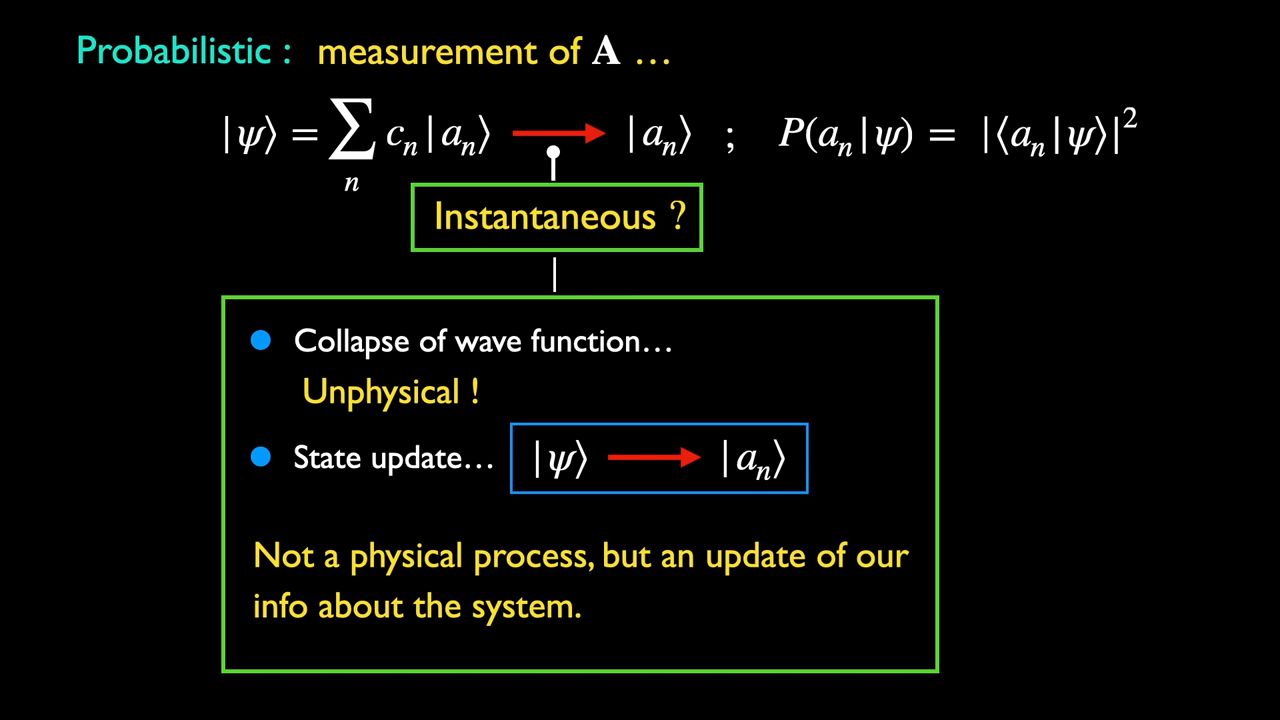 Probabilistic : measurement of A …
|ψ⟩ = ∑ₙ cₙ|aₙ⟩ → |aₙ⟩ ; P(aₙ|ψ) = |⟨aₙ|ψ⟩|²
Instantaneous ?
● Collapse of wave function…
Unphysical !
● State update… |ψ⟩ → |aₙ⟩
Not a physical process, but an update of our
info about the system.